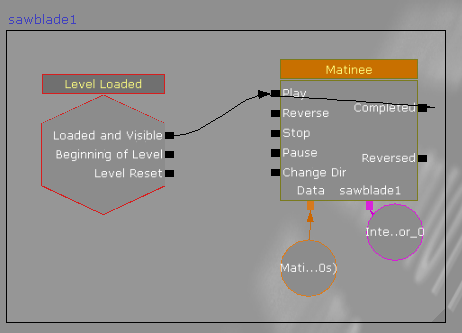 sawblade1
Level Loaded
Loaded and Visible
Beginning of Level
Level Reset
Matinee
Play
Completed
Reverse
Stop
Pause
Reversed
Change Dir
Data sawblade1
Inte..or_0
Mati...0s)